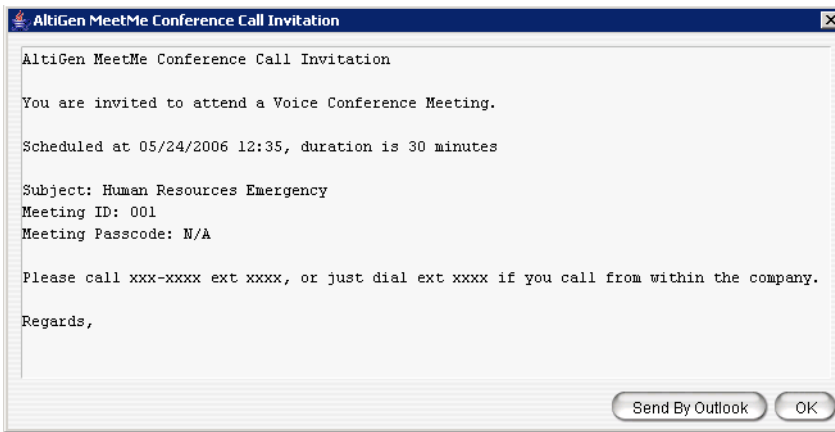 AltiGen MeetMe Conference Call Invitation
AltiGen MeetMe Conference Call Invitation
You are invited to attend a Voice Conference Meeting.
Scheduled at 05/24/2006 12:35, duration is 30 minutes
Subject: Human Resources Emergency
Meeting ID: 001
Meeting Passcode: N/A
Please call xxx-xxxx ext xxxx, or just dial ext xxxx if you call from within the company.
Regards,
Send By Outlook OK